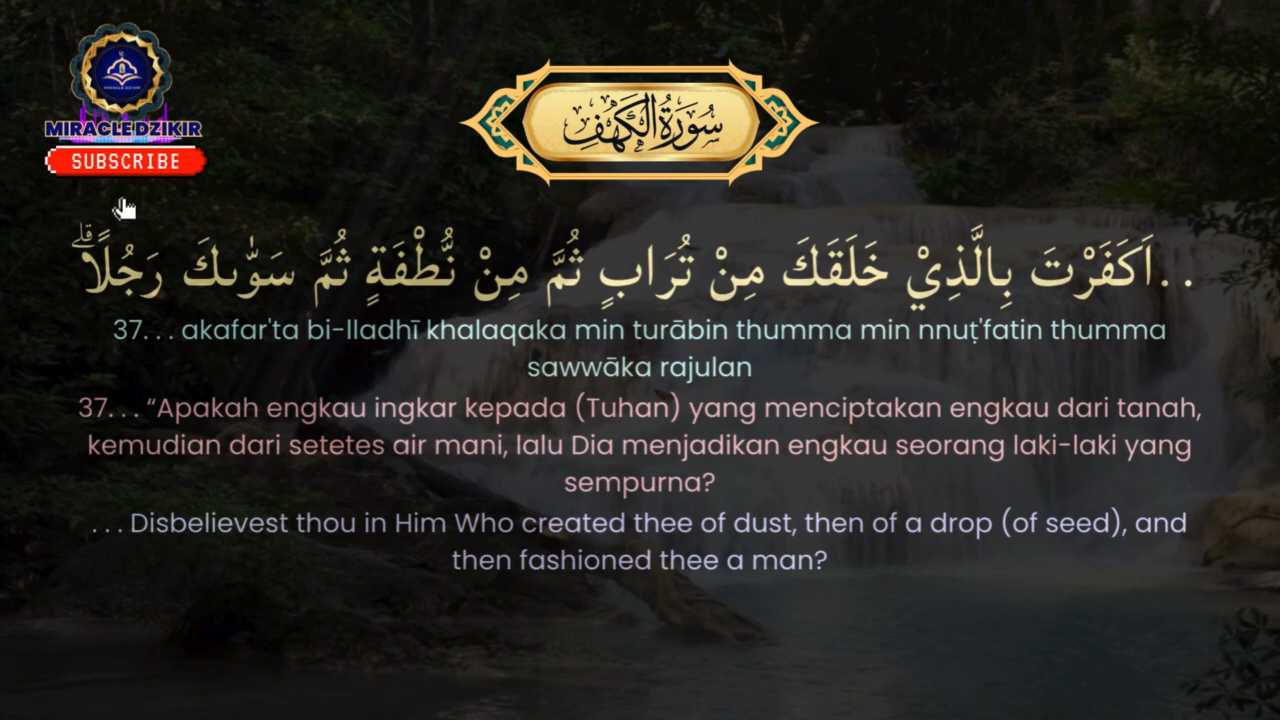 MIRACLEDZIKIR
SUBSCRIBE
سُورَةُ الكَهْفِ
..اَكَفَرْتَ بِالَّذِيْ خَلَقَكَ مِنْ تُرَابٍ ثُمَّ مِنْ نُّطْفَةٍ ثُمَّ سَوّٰىكَ رَجُلًاۗ
37. . . akafar'ta bi-lladhī khalaqaka min turābin thumma min nnuṭ'fatin thumma
sawwāka rajulan
37. . . “Apakah engkau ingkar kepada (Tuhan) yang menciptakan engkau dari tanah,
kemudian dari setetes air mani, lalu Dia menjadikan engkau seorang laki-laki yang
sempurna?
. . . Disbelievest thou in Him Who created thee of dust, then of a drop (of seed), and
then fashioned thee a man?